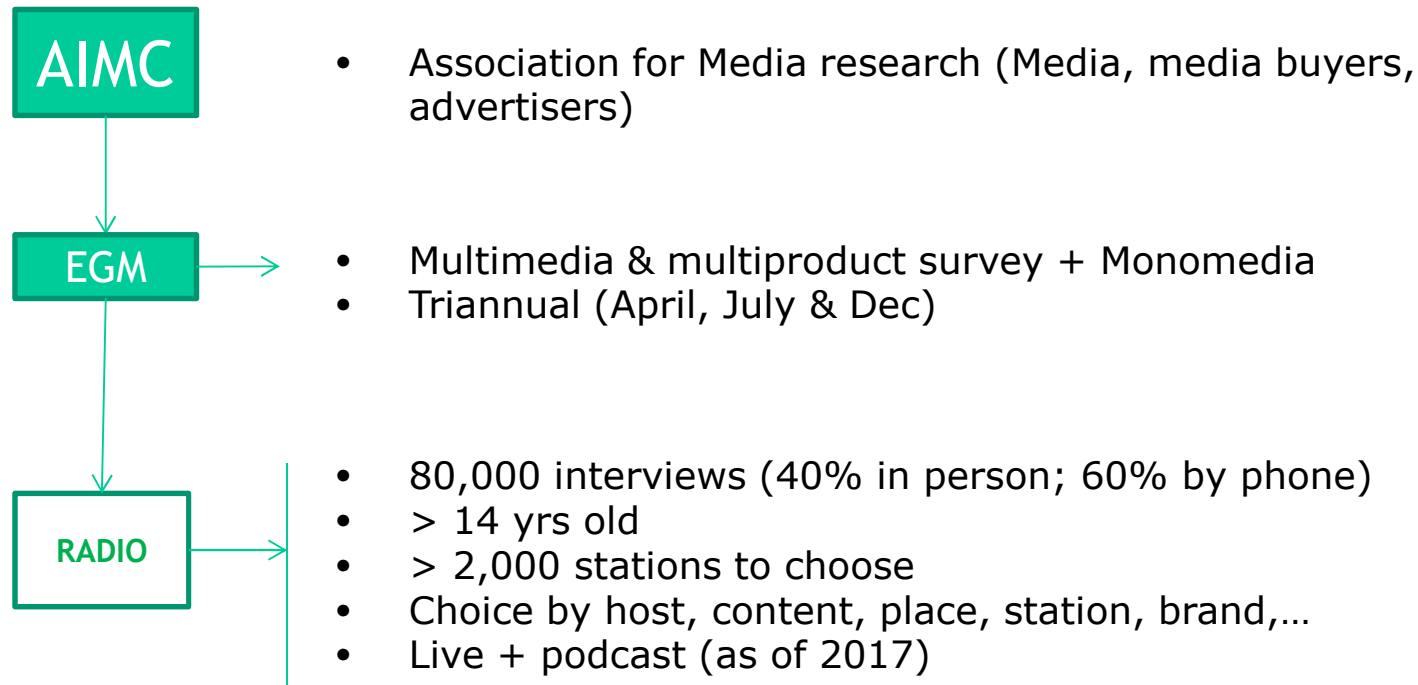 AIMC
• Association for Media research (Media, media buyers,
advertisers)
EGM
• Multimedia & multiproduct survey + Monomedia
• Triannual (April, July & Dec)
RADIO
• 80,000 interviews (40% in person; 60% by phone)
• > 14 yrs old
• > 2,000 stations to choose
• Choice by host, content, place, station, brand,...
• Live + podcast (as of 2017)